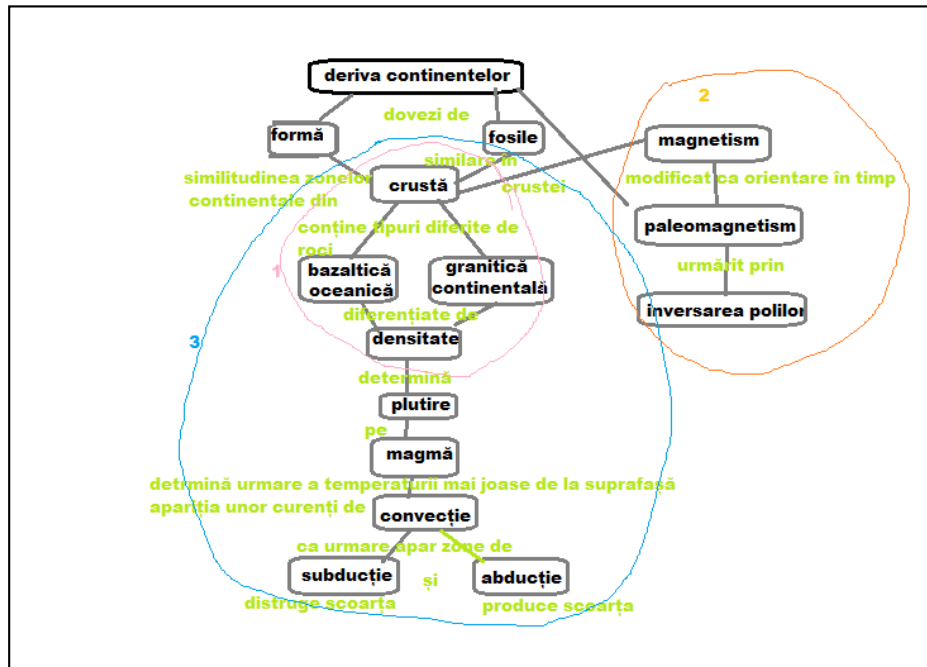 deriva continentelor
2
dovezi de
formă
fosile
magnetism
similitudinea zonelor
continentale din
similare în
crustă
crustei
modificat ca orientare în timp
conține tipuri diferite de
roci
paleomagnetism
1
bazaltică
oceanică
granitică
continentală
urmărit prin
diferențiate de
inversarea polilor
3
densitate
determină
plutire
pe
magmă
detrmină urmare a temperaturii mai joase de la suprafașă
apariția unor curenți de
convecție
ca urmare apar zone de
subducție
și
abducție
distruge scoarța
produce scoarța